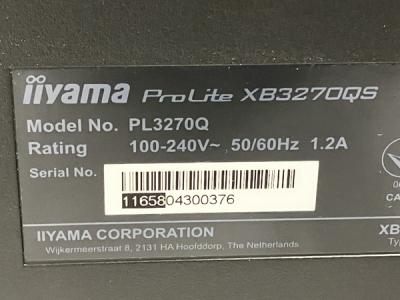 iiyama ProLite XB3270QS
Model No. PL3270Q
Rating 100-240V~ 50/60Hz 1.2A
Serial No.
1165804300376
IIYAMA CORPORATION
Wijkermeerstraat 8, 2131 HA Hoofddorp, The Netherlands
XB